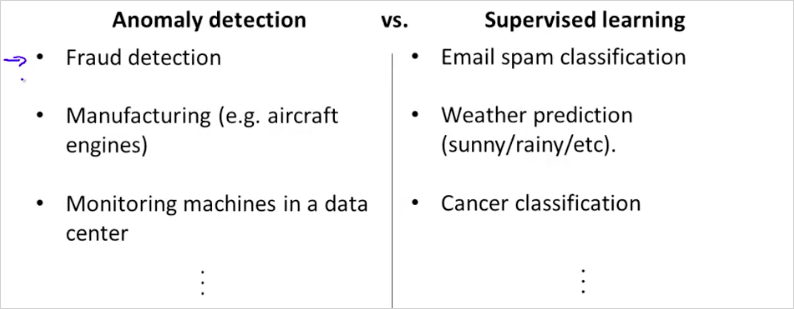 Anomaly detection vs. Supervised learning
• Fraud detection
• Manufacturing (e.g. aircraft
engines)
• Monitoring machines in a data
center
⋮
• Email spam classification
• Weather prediction
(sunny/rainy/etc).
• Cancer classification
⋮